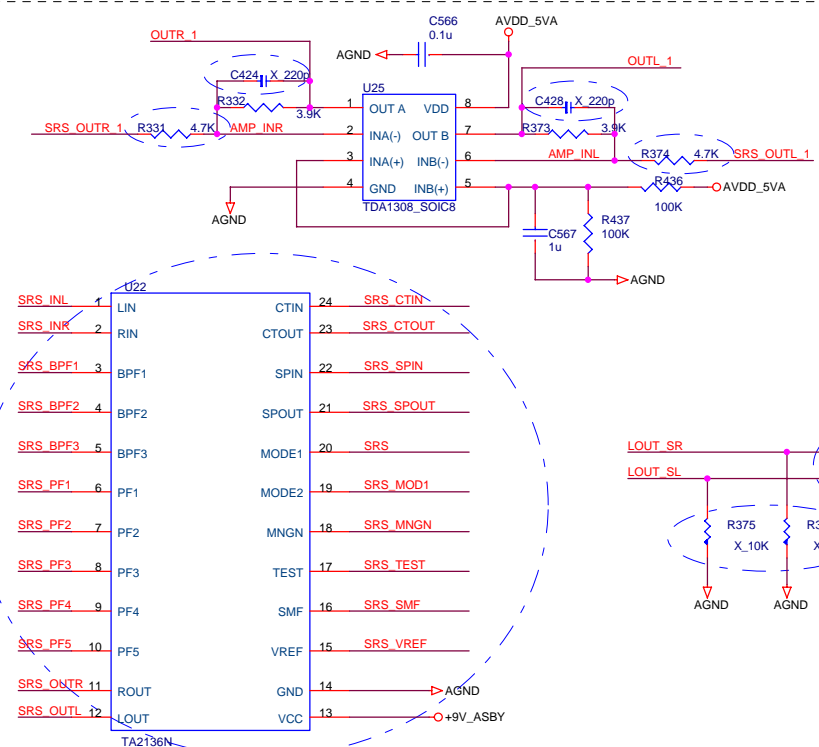 C566 AVDD_5VA
0.1u
OUTR_1
AGND
OUTL_1
C424 X_220p
U25
C428 X_220p
R332 3.9K
1 OUT A VDD 8
R373 3.9K
SRS_OUTR_1 R331 4.7K AMP_INR 2 INA(-) OUT B 7
3 INA(+) INB(-) 6 AMP_INL R374 4.7K SRS_OUTL_1
4 GND INB(+) 5
R436 AVDD_5VA
100K
AGND
TDA1308_SOIC8
C567
1u
R437
100K
AGND
U22
SRS_INL 1 LIN CTIN 24 SRS_CTIN
SRS_INR 2 RIN CTOUT 23 SRS_CTOUT
SRS_BPF1 3 BPF1 SPIN 22 SRS_SPIN
SRS_BPF2 4 BPF2 SPOUT 21 SRS_SPOUT
SRS_BPF3 5 BPF3 MODE1 20 SRS
SRS_PF1 6 PF1 MODE2 19 SRS_MOD1
SRS_PF2 7 PF2 MNGN 18 SRS_MNGN
SRS_PF3 8 PF3 TEST 17 SRS_TEST
SRS_PF4 9 PF4 SMF 16 SRS_SMF
SRS_PF5 10 PF5 VREF 15 SRS_VREF
SRS_OUTR 11 ROUT GND 14 AGND
SRS_OUTL 12 LOUT VCC 13 +9V_ASBY
TA2136N
LOUT_SR
LOUT_SL
R375 R3
X_10K X
AGND AGND